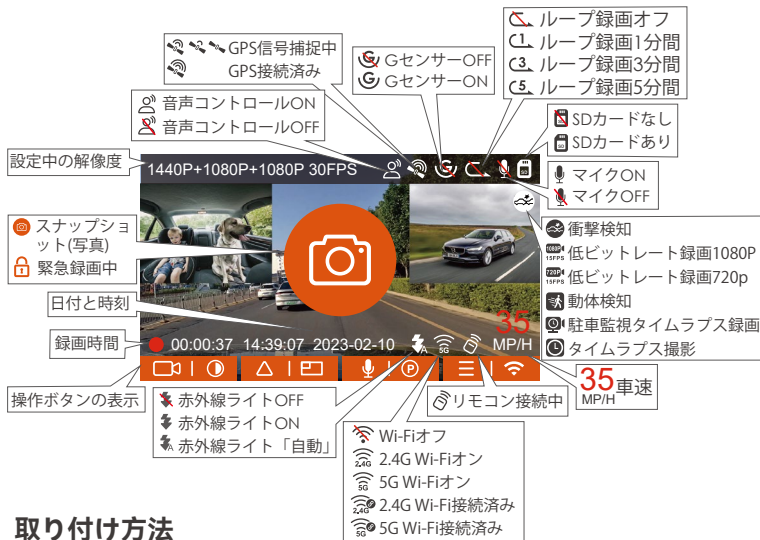 GPS信号捕捉中
GPS接続済み
GセンサーOFF
GセンサーON
ループ録画オフ
ループ録画1分間
ループ録画3分間
ループ録画5分間
音声コントロールON
音声コントロールOFF
SDカードなし
SDカードあり
マイクON
マイクOFF
設定中の解像度
1440P+1080P+1080P 30FPS
スナップショ
ット(写真)
緊急録画中
衝撃検知
1080P 15FPS 低ビットレート録画1080P
720P 15FPS 低ビットレート録画720p
動体検知
駐車監視タイムラプス録画
タイムラプス撮影
日付と時刻
録画時間
00:00:37 14:39:07 2023-02-10 A 5G
35
MP/H
P
操作ボタンの表示
赤外線ライトOFF
赤外線ライトON
A 赤外線ライト「自動」
リモコン接続中
35 車速
MP/H
Wi-Fiオフ
2.4G 2.4G Wi-Fiオン
5G 5G Wi-Fiオン
2.4G 2.4G Wi-Fi接続済み
5G 5G Wi-Fi接続済み
取り付け方法